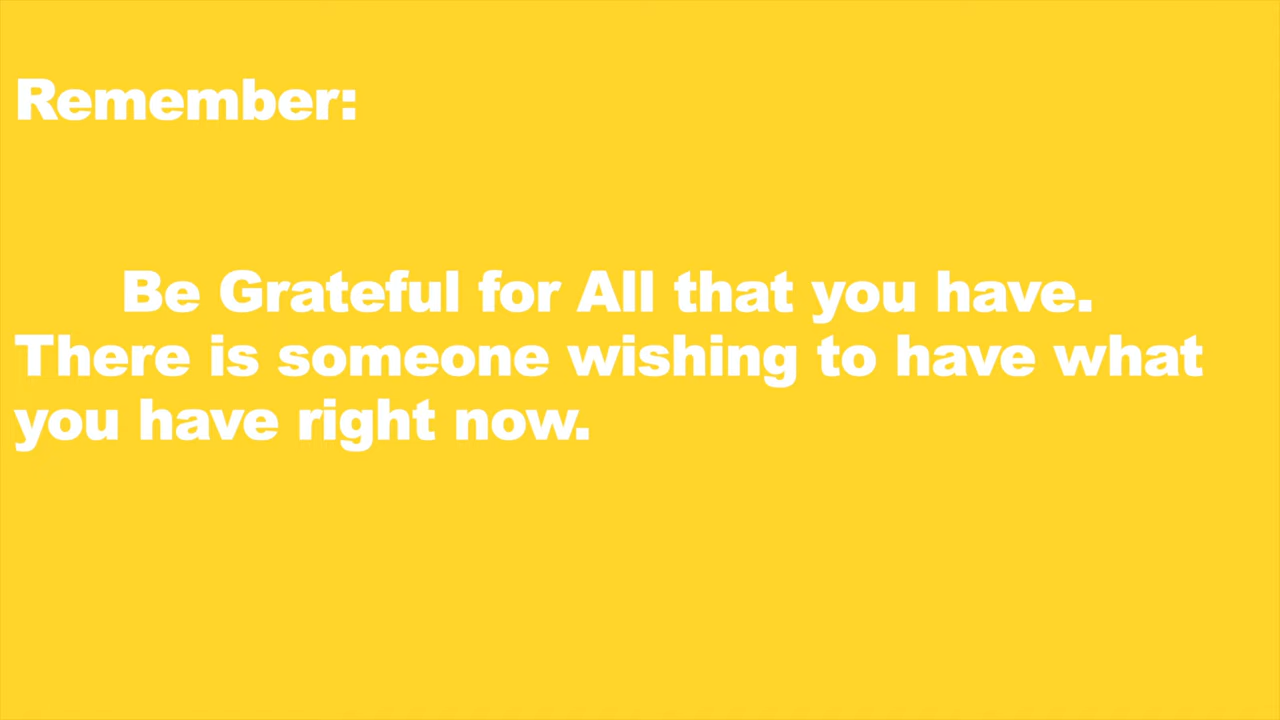 Remember:
Be Grateful for All that you have.
There is someone wishing to have what
you have right now.